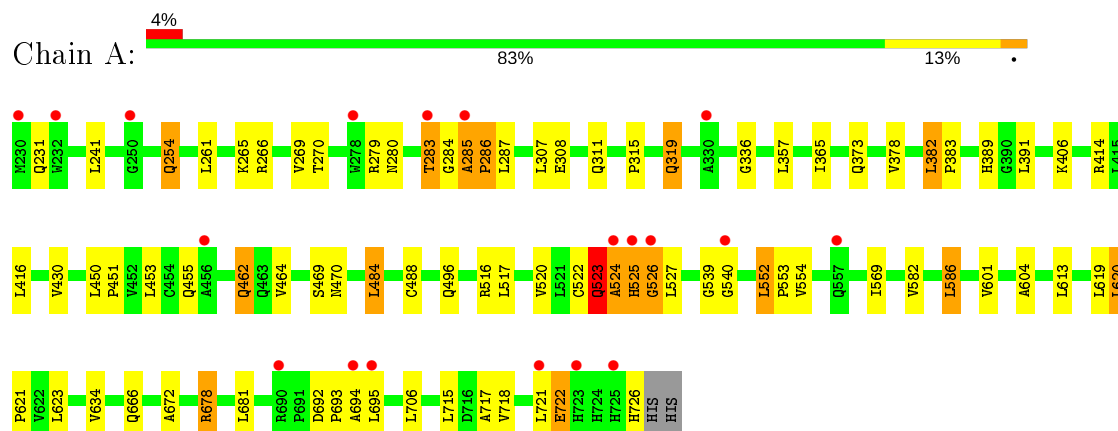 4%
Chain A:
83% 13% •
M230 Q231 W232 L241 G250 Q254 L261 K265 R266 V269 T270 W278 R279 N280 T283 G284 A285 P286 L287 L307 E308 Q311 P315 Q319 A330 G336 L357 I365 Q373 V378 L382 P383 H389 G390 L391 K406 R414 L415
L416 V430 L450 P451 V452 L453 C454 Q455 A456 Q462 Q463 V464 S469 N470 L484 C488 Q496 R516 L517 V520 L521 C522 Q523 A524 H525 G526 L527 G539 G540 L552 P553 V554 Q557 I569 V582 L586 V601 A604 L613 L619 L620
P621 V622 L623 V634 Q666 A672 R678 L681 R690 P691 D692 P693 A694 L695 L706 L715 D716 A717 V718 L721 E722 H723 H724 H725 H726 HIS HIS